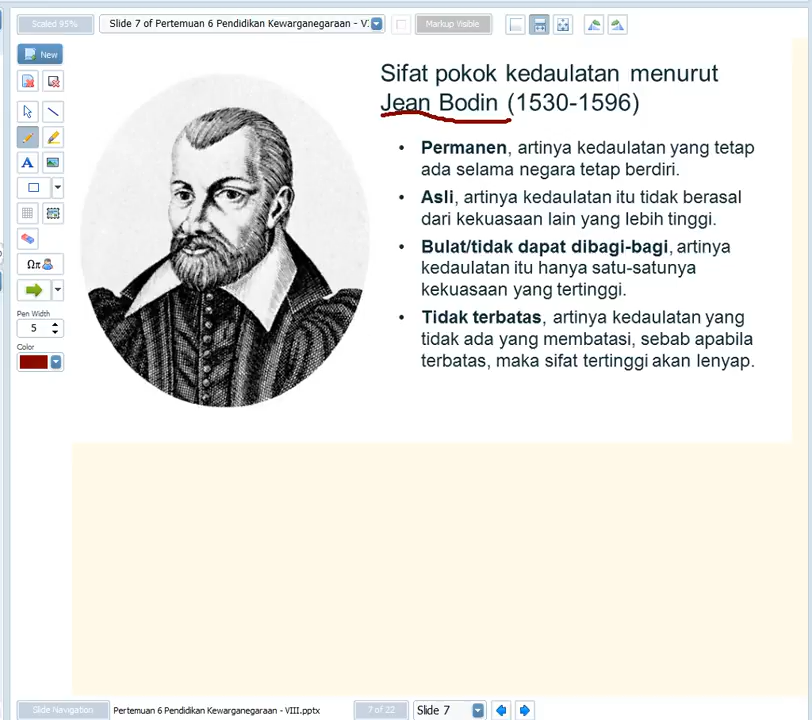 Scaled 95%
Slide 7 of Pertemuan 6 Pendidikan Kewarganegaraan - V
Markup Visible
New
Sifat pokok kedaulatan menurut
Jean Bodin (1530-1596)
• Permanen, artinya kedaulatan yang tetap
ada selama negara tetap berdiri.
• Asli, artinya kedaulatan itu tidak berasal
dari kekuasaan lain yang lebih tinggi.
• Bulat/tidak dapat dibagi-bagi, artinya
kedaulatan itu hanya satu-satunya
kekuasaan yang tertinggi.
• Tidak terbatas, artinya kedaulatan yang
tidak ada yang membatasi, sebab apabila
terbatas, maka sifat tertinggi akan lenyap.
A
Ωπ
Pen Width
5
Color
Slide Navigation
Pertemuan 6 Pendidikan Kewarganegaraan - VIII.pptx
7 of 22
Slide 7